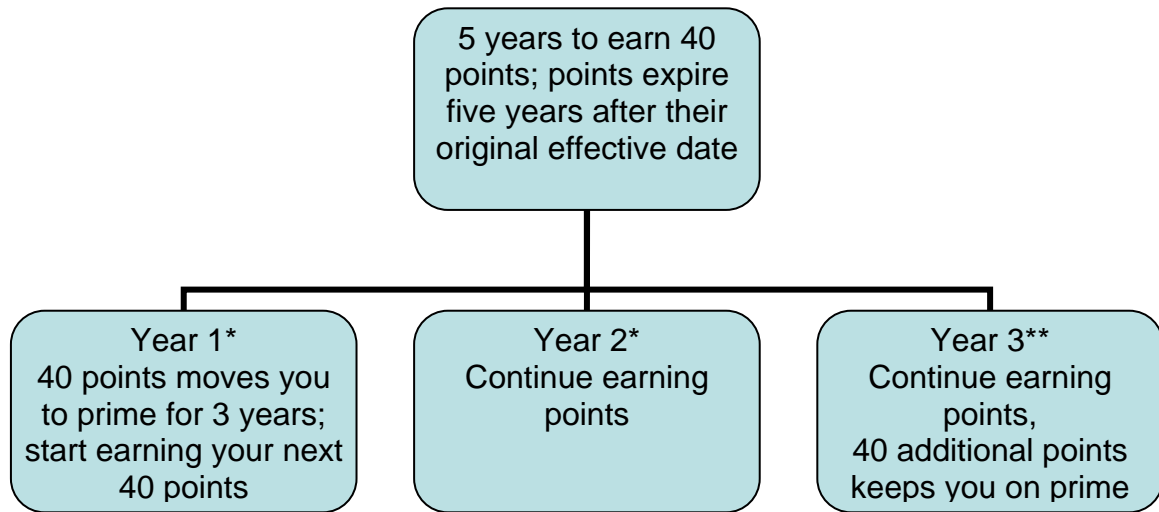 5 years to earn 40
points; points expire
five years after their
original effective date
Year 1*
40 points moves you
to prime for 3 years;
start earning your next
40 points
Year 2*
Continue earning
points
Year 3**
Continue earning
points,
40 additional points
keeps you on prime